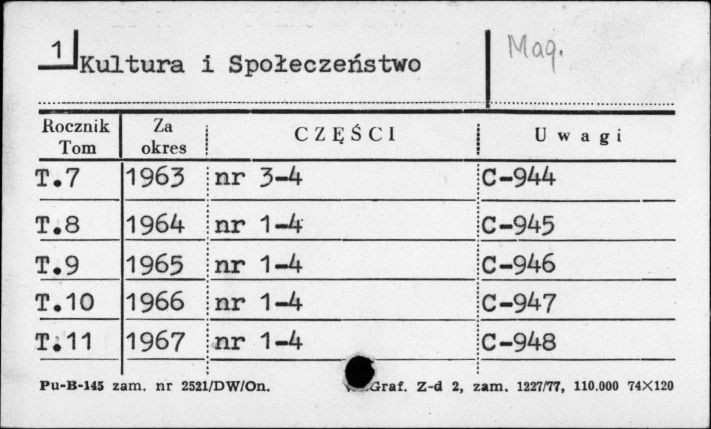 1 Kultura i Społeczeństwo Mag.
Rocznik Tom Za okres CZĘŚCI Uwagi
T.7 1963 nr 3-4 C-944
T.8 1964 nr 1-4 C-945
T.9 1965 nr 1-4 C-946
T.10 1966 nr 1-4 C-947
T.11 1967 nr 1-4 C-948
Pu-B-145 zam. nr 2521/DW/On. Graf. Z-d 2, zam. 1227/77, 110.000 74X120